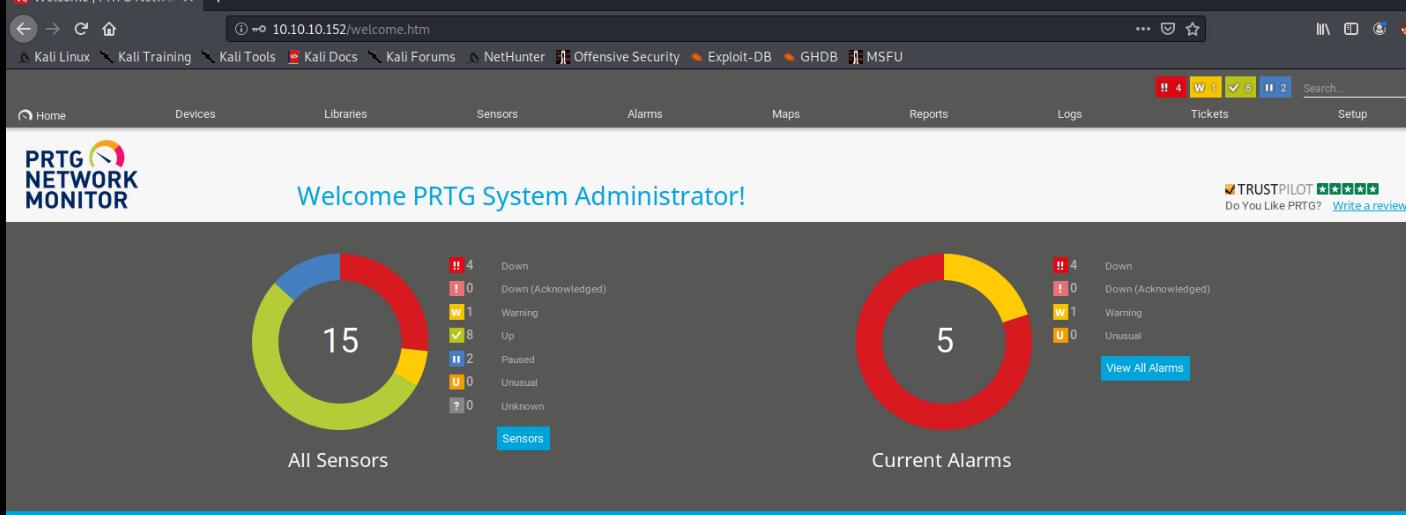 10.10.10.152/welcome.htm
Kali Linux Kali Training Kali Tools Kali Docs Kali Forums NetHunter Offensive Security Exploit-DB GHDB MSFU
!! 4 W 1 8 2 Search...
Home Devices Libraries Sensors Alarms Maps Reports Logs Tickets Setup
PRTG
NETWORK
MONITOR
Welcome PRTG System Administrator!
TRUSTPILOT
Do You Like PRTG? Write a review
15
!! 4 Down
! 0 Down (Acknowledged)
W 1 Warning
8 Up
2 Paused
U 0 Unusual
? 0 Unknown
Sensors
All Sensors
5
!! 4 Down
! 0 Down (Acknowledged)
W 1 Warning
U 0 Unusual
View All Alarms
Current Alarms